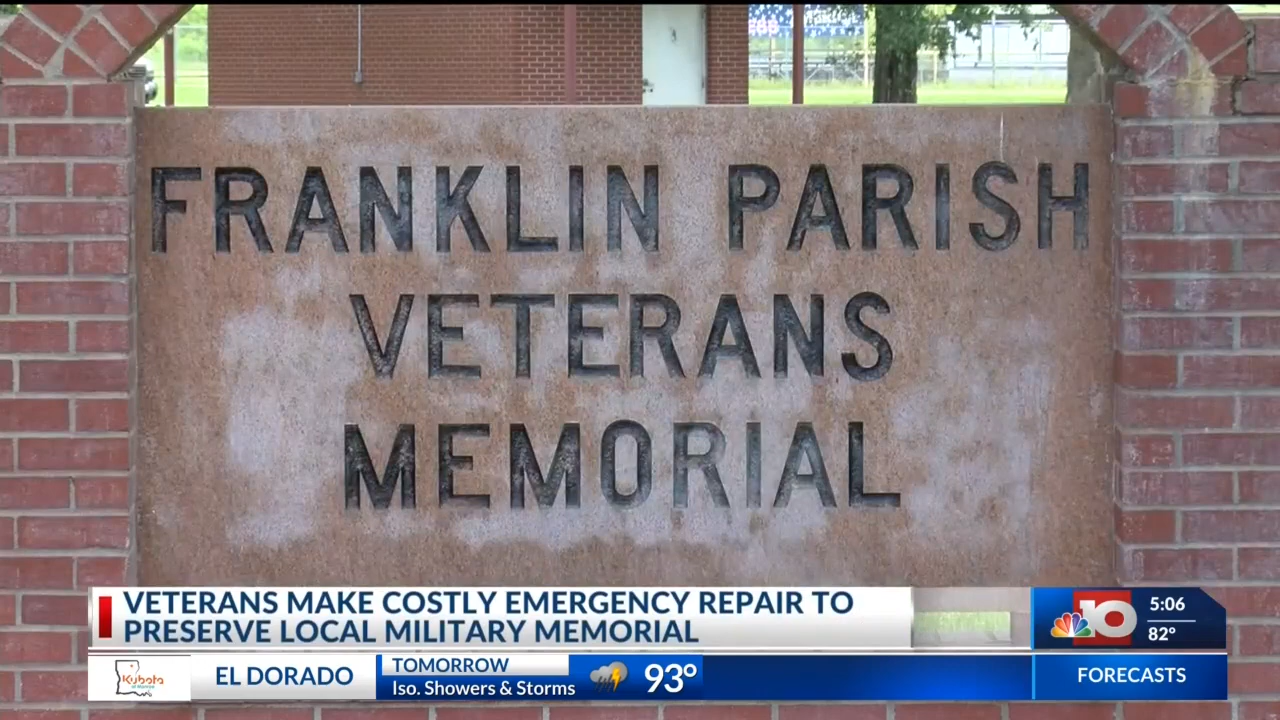 FRANKLIN PARISH
VETERANS
MEMORIAL
VETERANS MAKE COSTLY EMERGENCY REPAIR TO
PRESERVE LOCAL MILITARY MEMORIAL
10
5:06
82°
Kubota
EL DORADO
TOMORROW
Iso. Showers & Storms
93°
FORECASTS